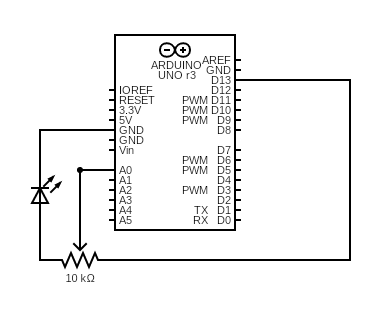 ARDUINO
UNO r3
AREF
GND
D13
D12
PWM D11
PWM D10
PWM D9
D8
D7
PWM D6
PWM D5
D4
PWM D3
D2
TX D1
RX D0
IOREF
RESET
3.3V
5V
GND
GND
Vin
A0
A1
A2
A3
A4
A5
10 kΩ